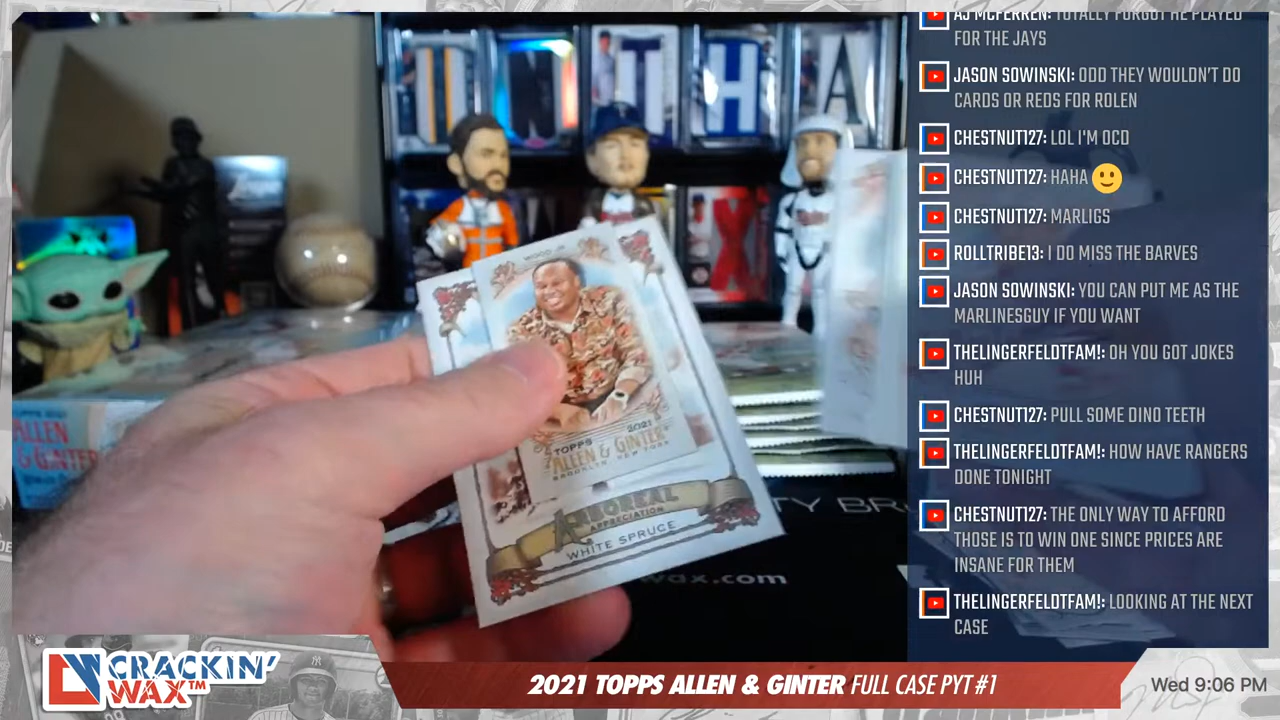 AJ MCFERREN: TOTALLY FORGOT HE PLAYED
FOR THE JAYS
JASON SOWINSKI: ODD THEY WOULDN'T DO
CARDS OR REDS FOR ROLEN
CHESTNUT127: LOL I'M OCD
CHESTNUT127: HAHA 🙂
CHESTNUT127: MARLIGS
ROLLTRIBE13: I DO MISS THE BARVES
JASON SOWINSKI: YOU CAN PUT ME AS THE
MARLINESGUY IF YOU WANT
THELINGERFELDTFAM!: OH YOU GOT JOKES
HUH
CHESTNUT127: PULL SOME DINO TEETH
THELINGERFELDTFAM!: HOW HAVE RANGERS
DONE TONIGHT
CHESTNUT127: THE ONLY WAY TO AFFORD
THOSE IS TO WIN ONE SINCE PRICES ARE
INSANE FOR THEM
THELINGERFELDTFAM!: LOOKING AT THE NEXT
CASE
I N T H A
TOPPS 2021
ALLEN & GINTER
BROOKLYN NEW YORK
ARBOREAL
APPRECIATION
WHITE SPRUCE
ALLEN
& GINTER
wax.com
CRACKIN'
WAX™
2021 TOPPS ALLEN & GINTER FULL CASE PYT #1
Wed 9:06 PM